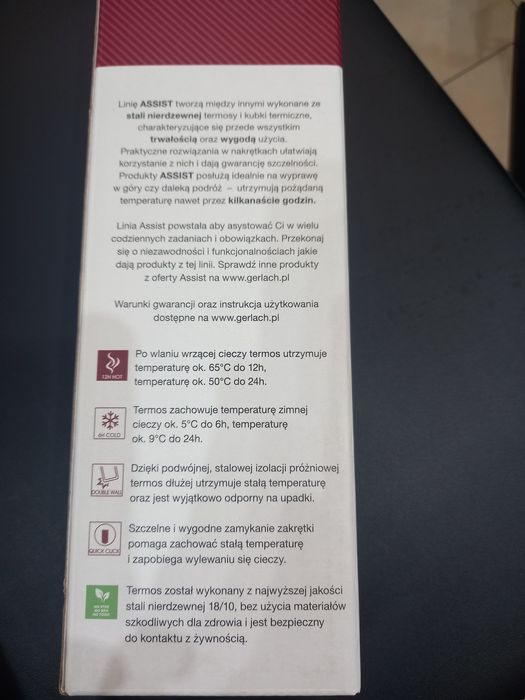 Linię ASSIST tworzą między innymi wykonane ze
stali nierdzewnej termosy i kubki termiczne,
charakteryzujące się przede wszystkim
trwałością oraz wygodą użycia.
Praktyczne rozwiązania w nakrętkach ułatwiają
korzystanie z nich i dają gwarancję szczelności.
Produkty ASSIST posłużą idealnie na wyprawę
w góry czy daleką podróż – utrzymują pożądaną
temperaturę nawet przez kilkanaście godzin.
Linia Assist powstała aby asystować Ci w wielu
codziennych zadaniach i obowiązkach. Przekonaj
się o niezawodności i funkcjonalnościach jakie
dają produkty z tej linii. Sprawdź inne produkty
z oferty Assist na www.gerlach.pl
Warunki gwarancji oraz instrukcja użytkowania
dostępne na www.gerlach.pl
12H HOT
Po wlaniu wrzącej cieczy termos utrzymuje
temperaturę ok. 65°C do 12h,
temperaturę ok. 50°C do 24h.
6H COLD
Termos zachowuje temperaturę zimnej
cieczy ok. 5°C do 6h, temperaturę
ok. 9°C do 24h.
DOUBLE WALL
Dzięki podwójnej, stalowej izolacji próżniowej
termos dłużej utrzymuje stałą temperaturę
oraz jest wyjątkowo odporny na upadki.
QUICK CLICK
Szczelne i wygodne zamykanie zakrętki
pomaga zachować stałą temperaturę
i zapobiega wylewaniu się cieczy.
Termos został wykonany z najwyższej jakości
stali nierdzewnej 18/10, bez użycia materiałów
szkodliwych dla zdrowia i jest bezpieczny
do kontaktu z żywnością.